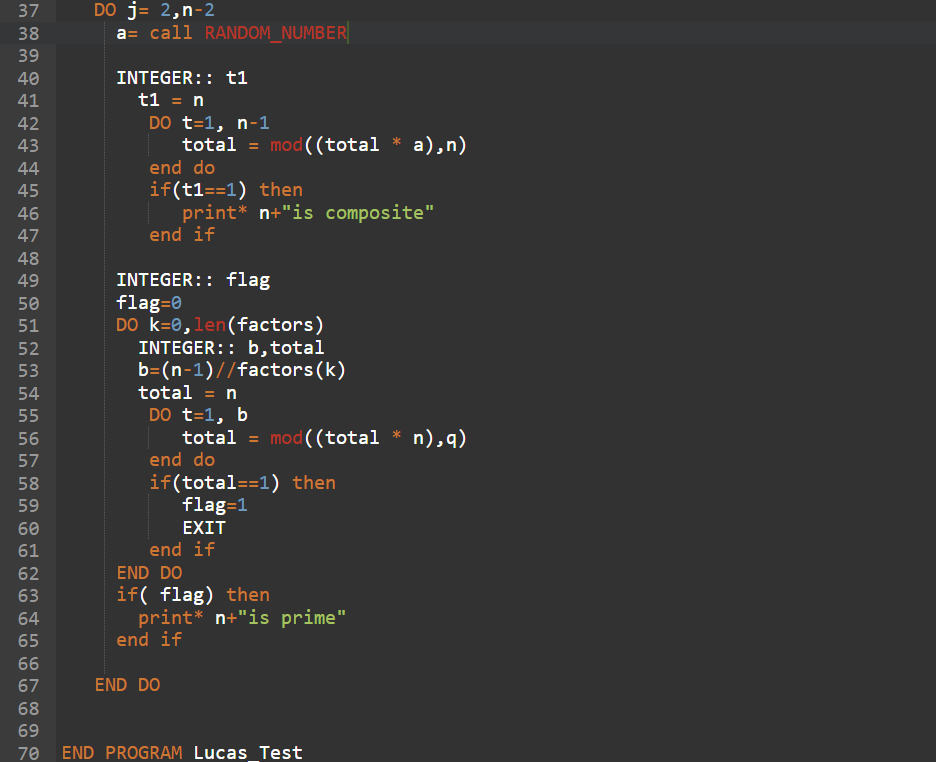 37 DO j= 2,n-2
38 a= call RANDOM_NUMBER
39
40 INTEGER:: t1
41 t1 = n
42 DO t=1, n-1
43 total = mod((total * a),n)
44 end do
45 if(t1==1) then
46 print* n+"is composite"
47 end if
48
49 INTEGER:: flag
50 flag=0
51 DO k=0,len(factors)
52 INTEGER:: b,total
53 b=(n-1)//factors(k)
54 total = n
55 DO t=1, b
56 total = mod((total * n),q)
57 end do
58 if(total==1) then
59 flag=1
60 EXIT
61 end if
62 END DO
63 if( flag) then
64 print* n+"is prime"
65 end if
66
67 END DO
68
69
70 END PROGRAM Lucas_Test